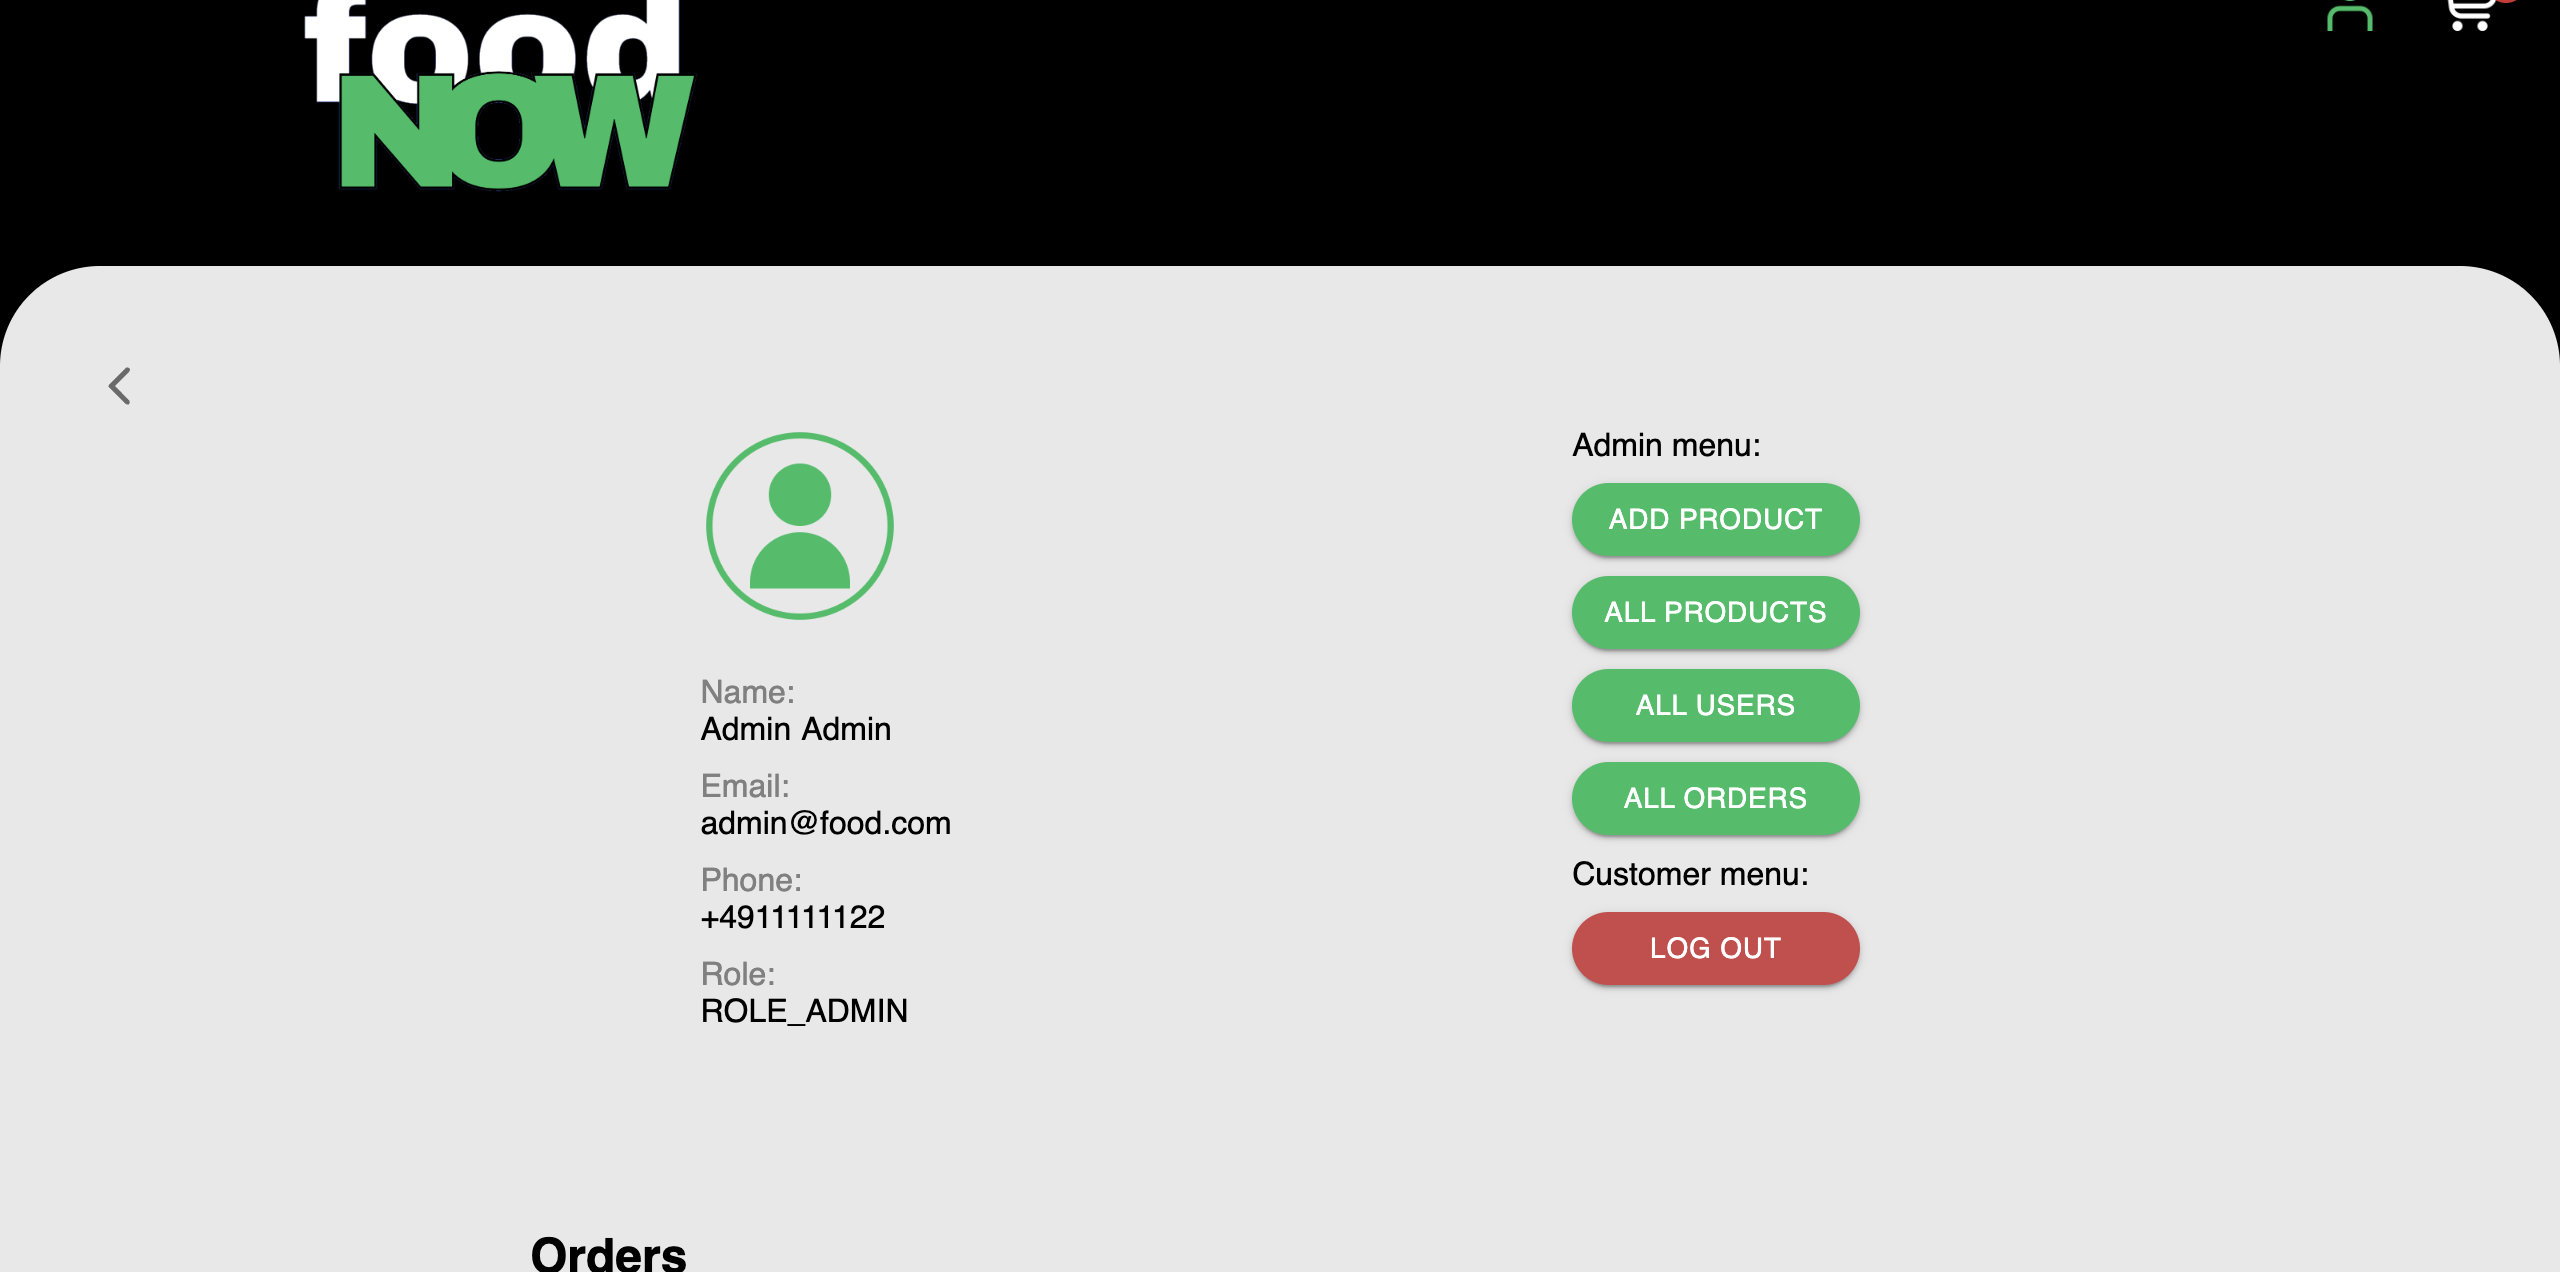 food
NOW
Admin menu:
ADD PRODUCT
ALL PRODUCTS
ALL USERS
ALL ORDERS
Customer menu:
LOG OUT
Name:
Admin Admin
Email:
admin@food.com
Phone:
+4911111122
Role:
ROLE_ADMIN
Orders